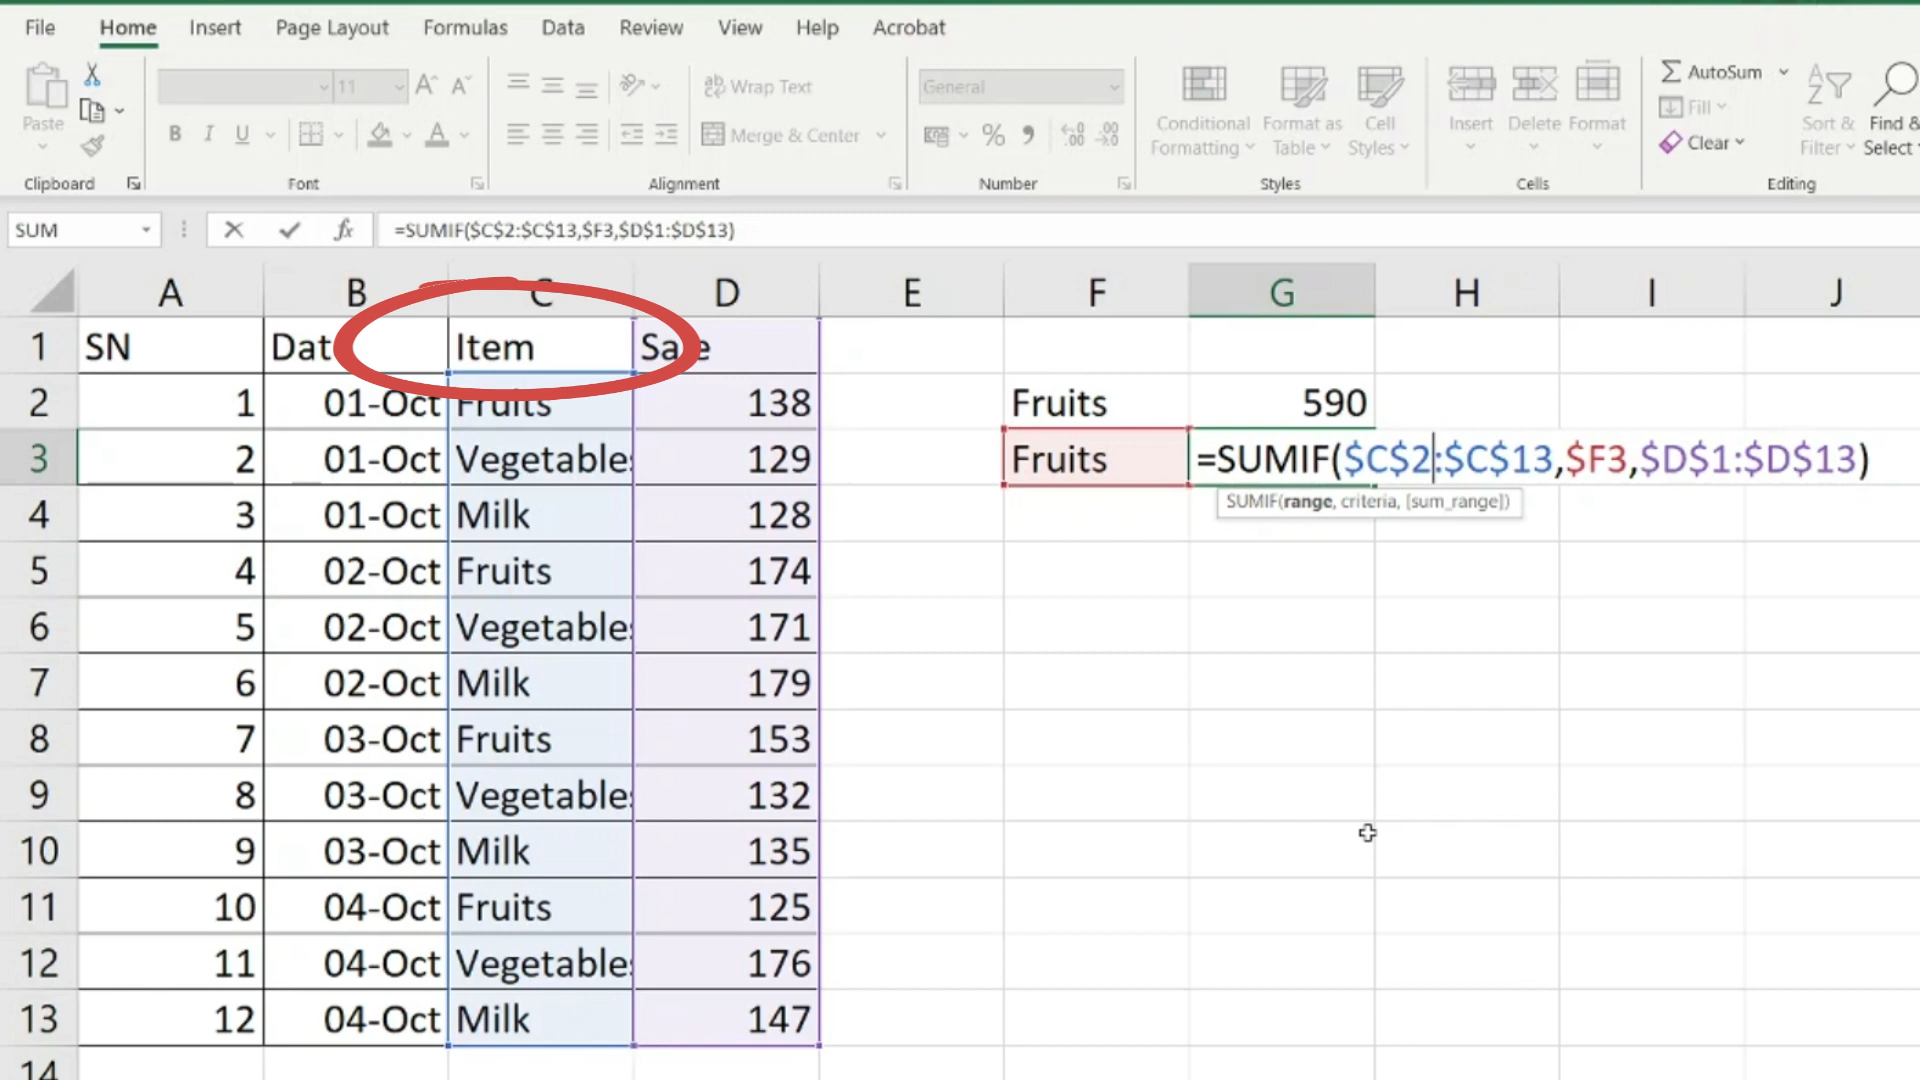 File Home Insert Page Layout Formulas Data Review View Help Acrobat
Paste
Clipboard
11
B I U
Font
Wrap Text
Merge & Center
Alignment
General
Number
Conditional Formatting
Format as Table
Cell Styles
Styles
Insert Delete Format
Cells
AutoSum
Fill
Clear
Sort & Filter
Find & Select
Editing
SUM fx =SUMIF($C$2:$C$13,$F3,$D$1:$D$13)
A B C D E F G H I J
1 SN Dat Item Sa e
2 1 01-Oct Fruits 138 Fruits 590
3 2 01-Oct Vegetables 129 Fruits =SUMIF($C$2:$C$13,$F3,$D$1:$D$13)
SUMIF(range, criteria, [sum_range])
4 3 01-Oct Milk 128
5 4 02-Oct Fruits 174
6 5 02-Oct Vegetables 171
7 6 02-Oct Milk 179
8 7 03-Oct Fruits 153
9 8 03-Oct Vegetables 132
10 9 03-Oct Milk 135
11 10 04-Oct Fruits 125
12 11 04-Oct Vegetables 176
13 12 04-Oct Milk 147
14